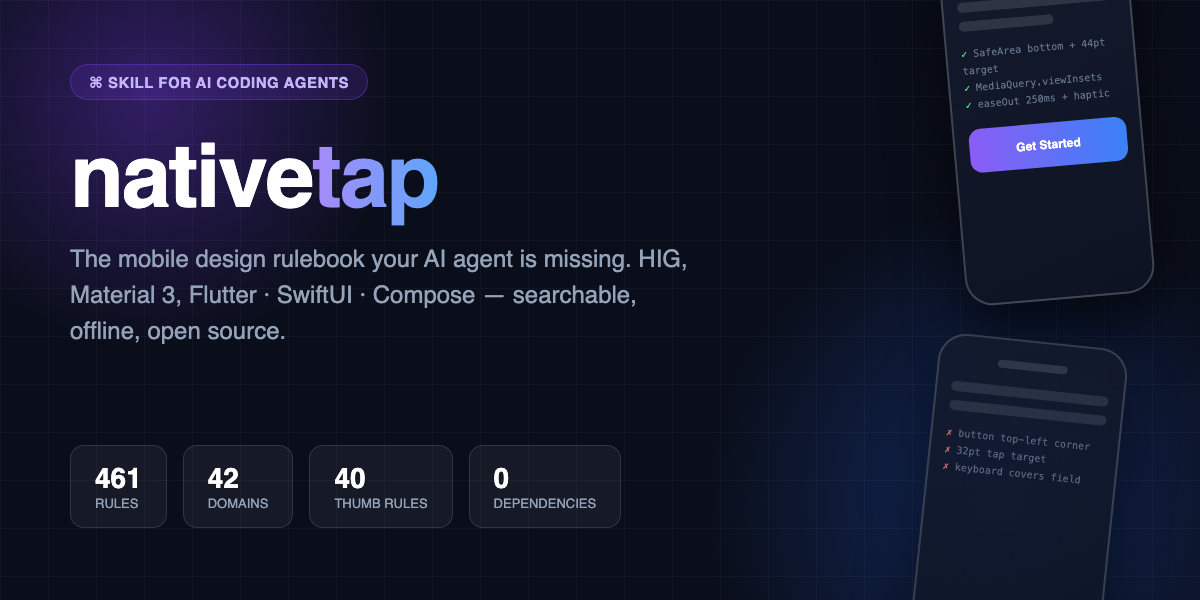 ⌘ SKILL FOR AI CODING AGENTS
nativetap
The mobile design rulebook your AI agent is missing. HIG,
Material 3, Flutter · SwiftUI · Compose — searchable,
offline, open source.
461
RULES
42
DOMAINS
40
THUMB RULES
0
DEPENDENCIES
✓ SafeArea bottom + 44pt
target
✓ MediaQuery.viewInsets
✓ easeOut 250ms + haptic
Get Started
✗ button top-left corner
✗ 32pt tap target
✗ keyboard covers field